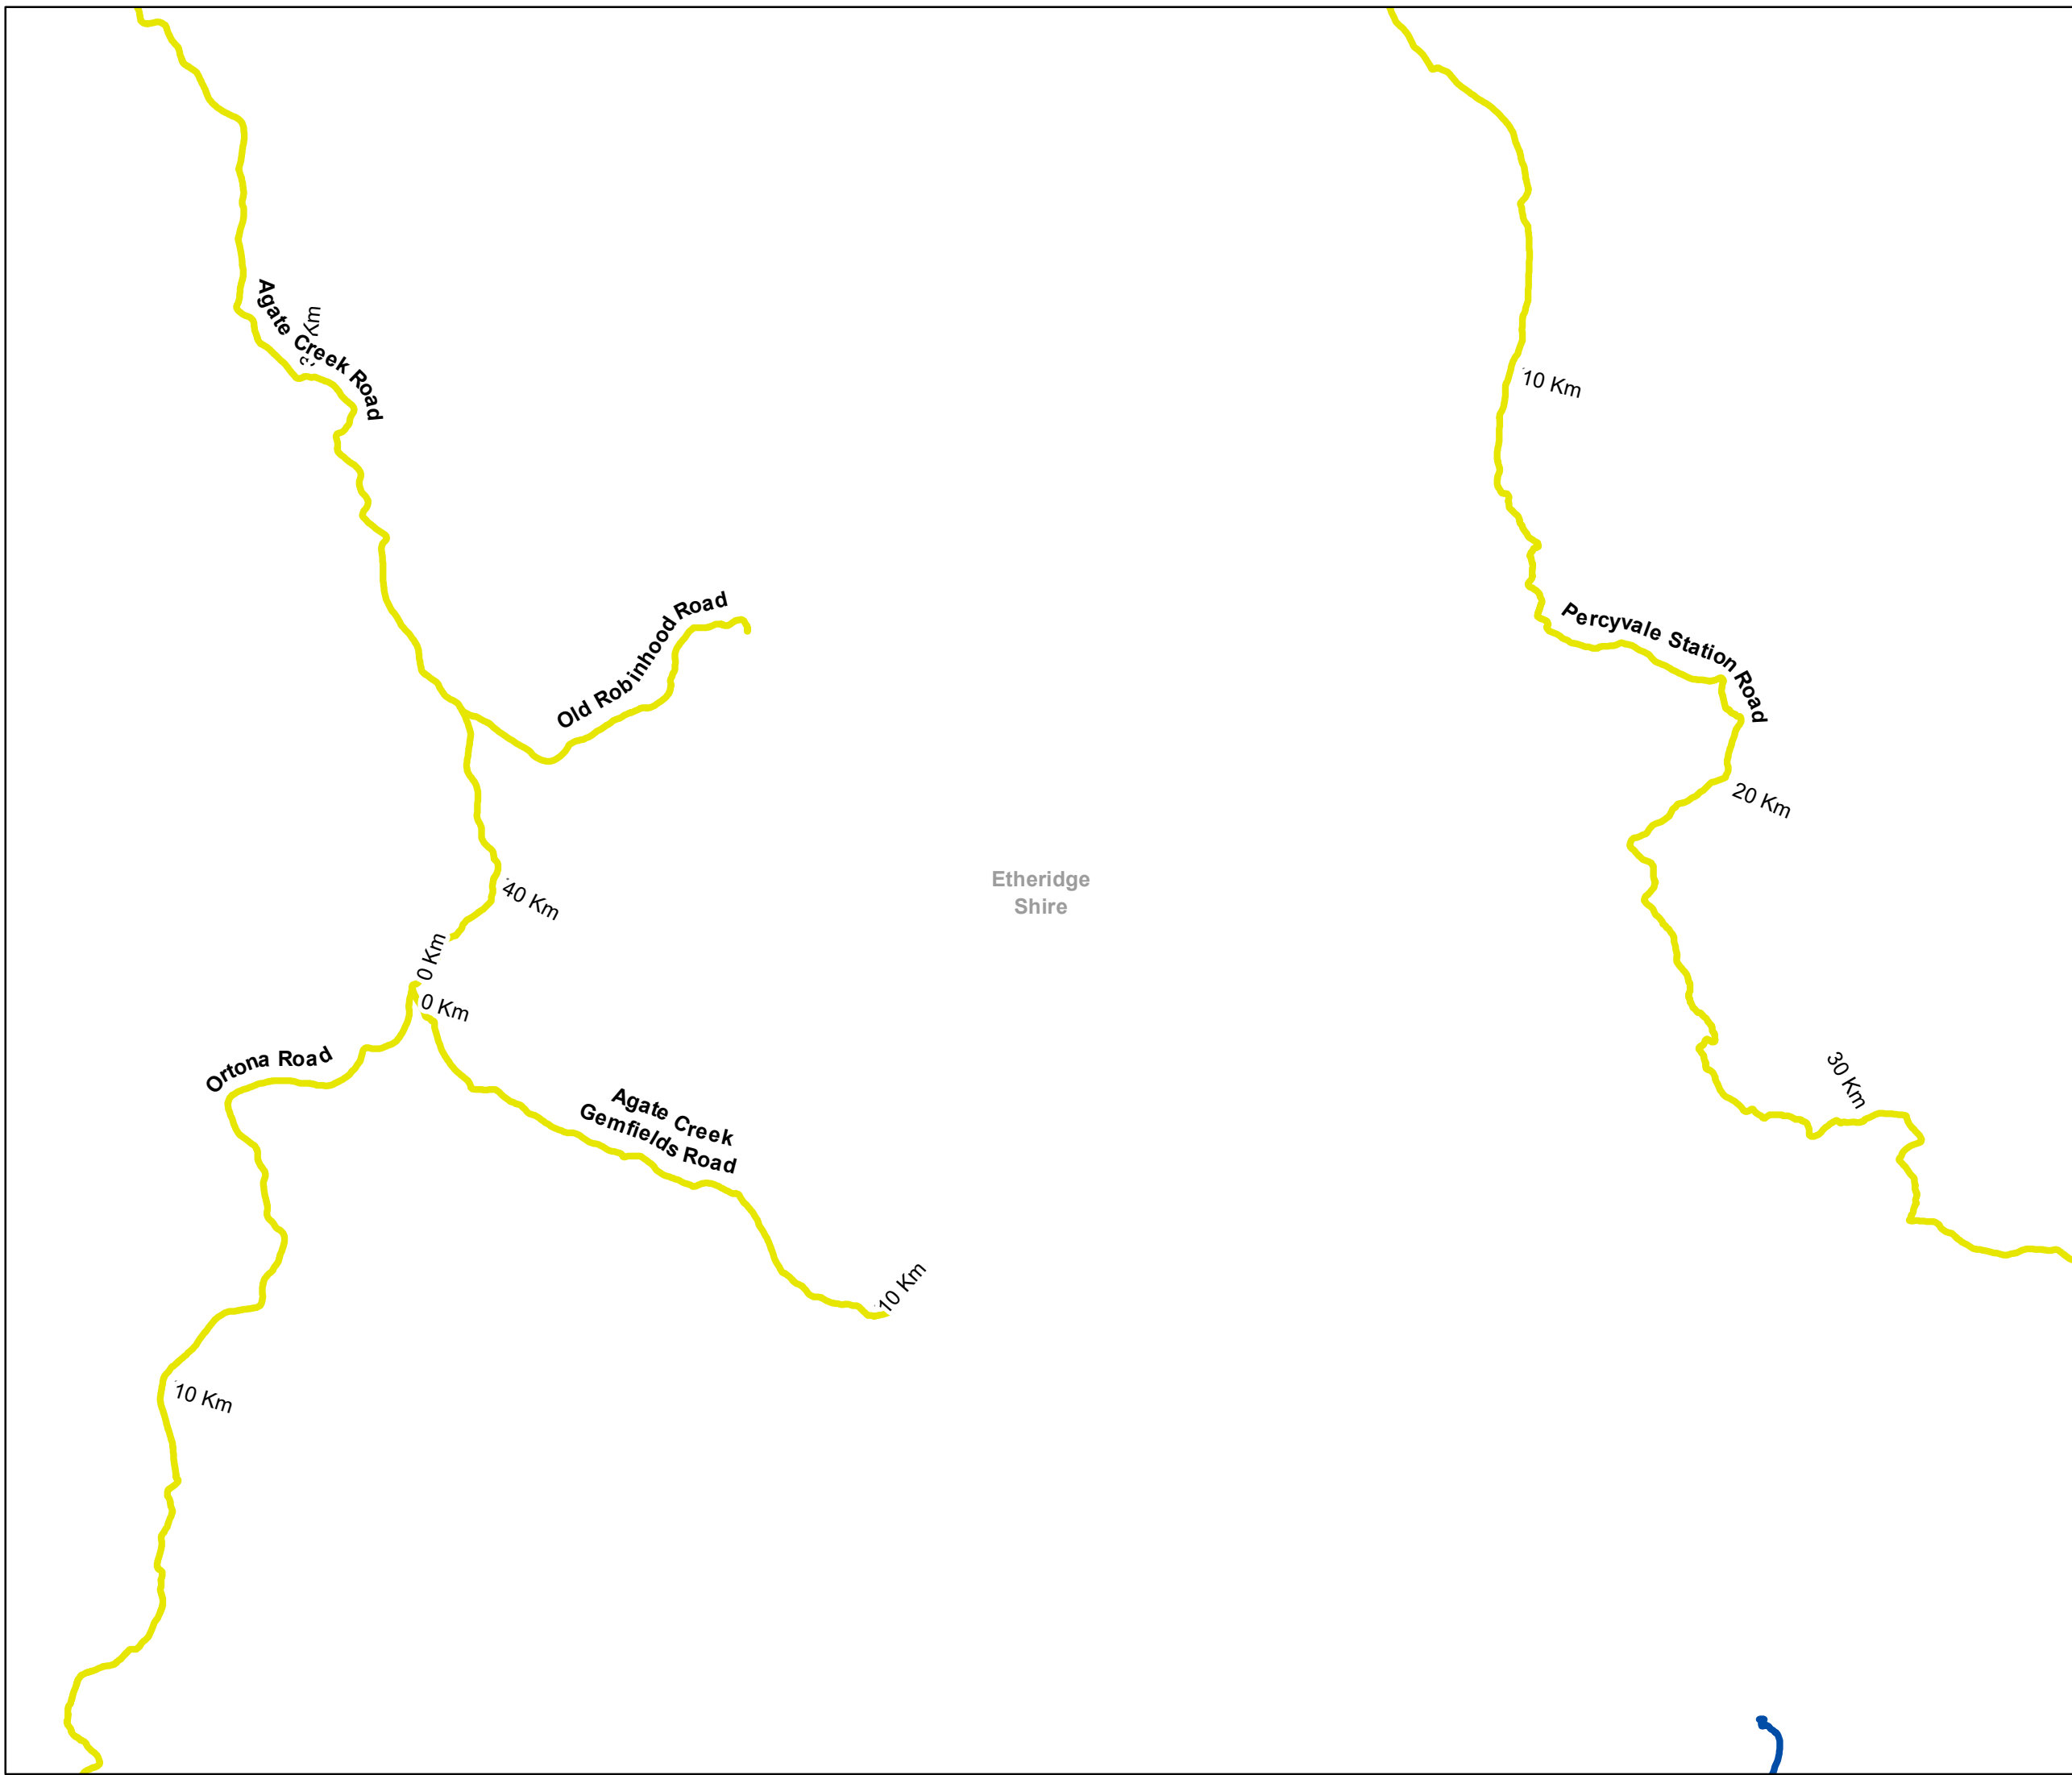 Agate Creek Road
Km
10 Km
Old Robinhood Road
Percyvale Station Road
20 Km
Etheridge
Shire
40 Km
0 Km
0 Km
Ortona Road
30 Km
Agate Creek
Gemfields Road
10 Km
10 Km